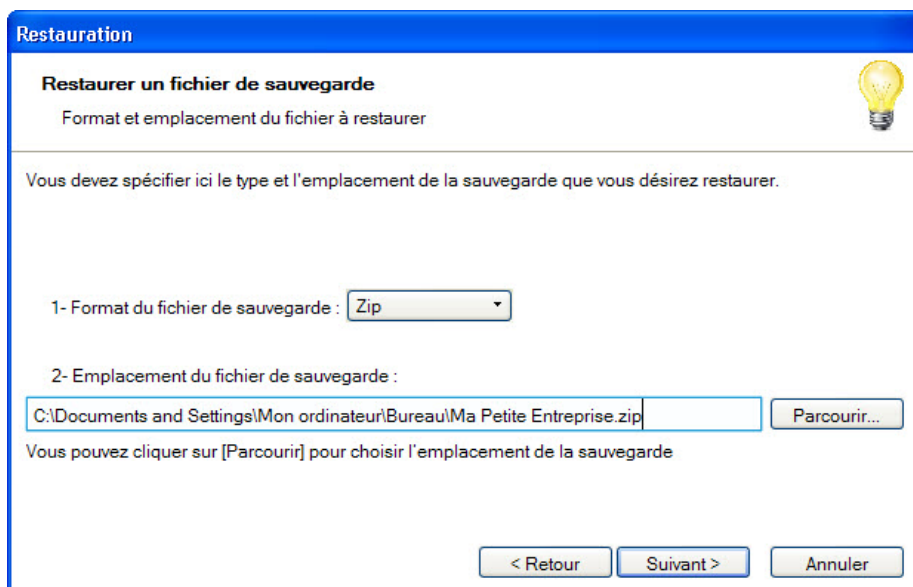 Restauration
Restaurer un fichier de sauvegarde
Format et emplacement du fichier à restaurer
Vous devez spécifier ici le type et l'emplacement de la sauvegarde que vous désirez restaurer.
1- Format du fichier de sauvegarde : Zip
2- Emplacement du fichier de sauvegarde :
C:\Documents and Settings\Mon ordinateur\Bureau\Ma Petite Entreprise.zip Parcourir...
Vous pouvez cliquer sur [Parcourir] pour choisir l'emplacement de la sauvegarde
< Retour Suivant > Annuler